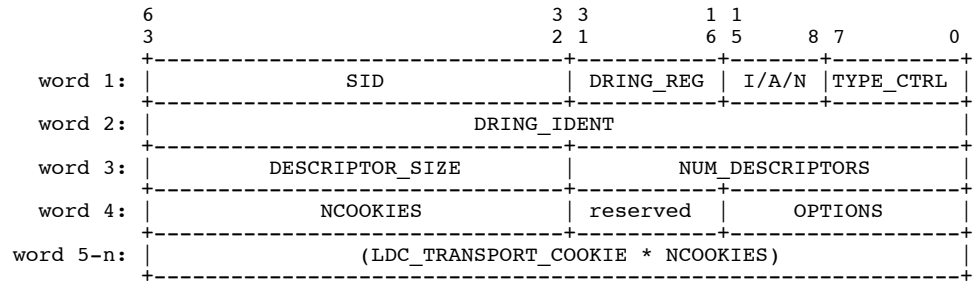 6 3 3 1 1
3 2 1 6 5 8 7 0
word 1: | SID | DRING_REG | I/A/N |TYPE_CTRL |
word 2: | DRING_IDENT |
word 3: | DESCRIPTOR_SIZE | NUM_DESCRIPTORS |
word 4: | NCOOKIES | reserved | OPTIONS |
word 5-n: | (LDC_TRANSPORT_COOKIE * NCOOKIES) |